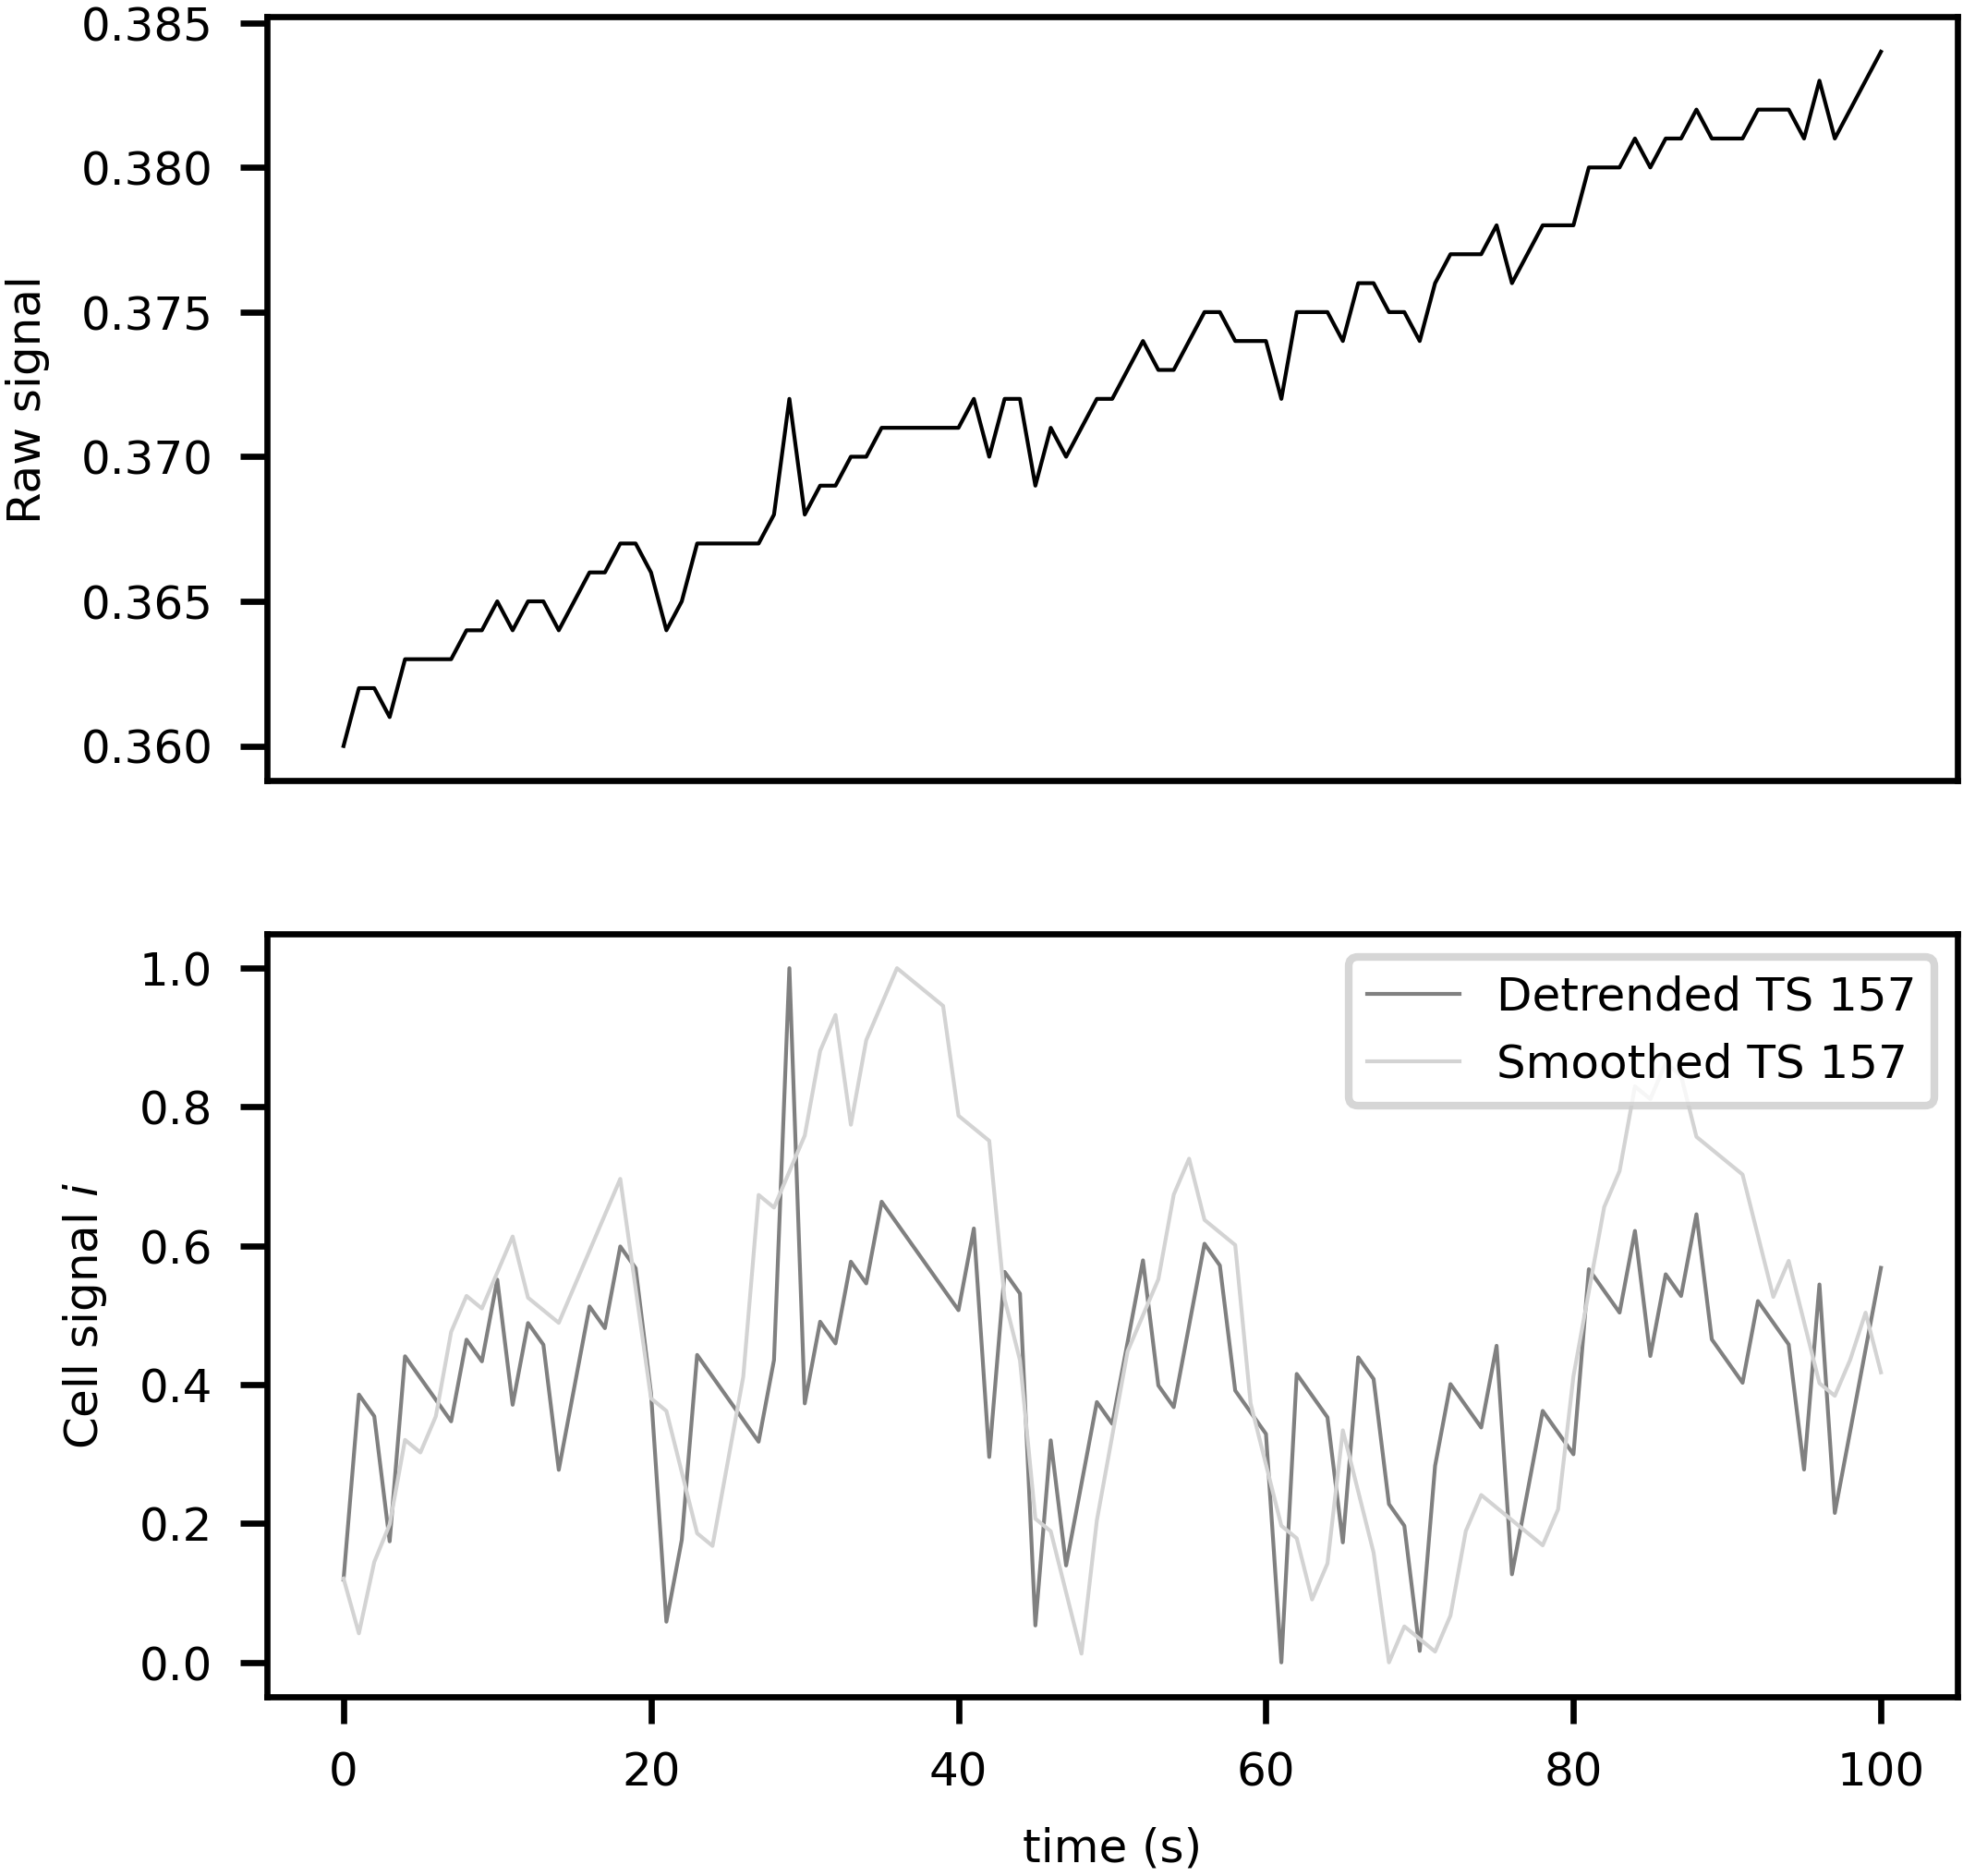 0.385
0.380
0.375
0.370
0.365
0.360
Raw signal
1.0
0.8
0.6
0.4
0.2
0.0
Cell signal i
Detrended TS 157
Smoothed TS 157
0 20 40 60 80 100
time (s)